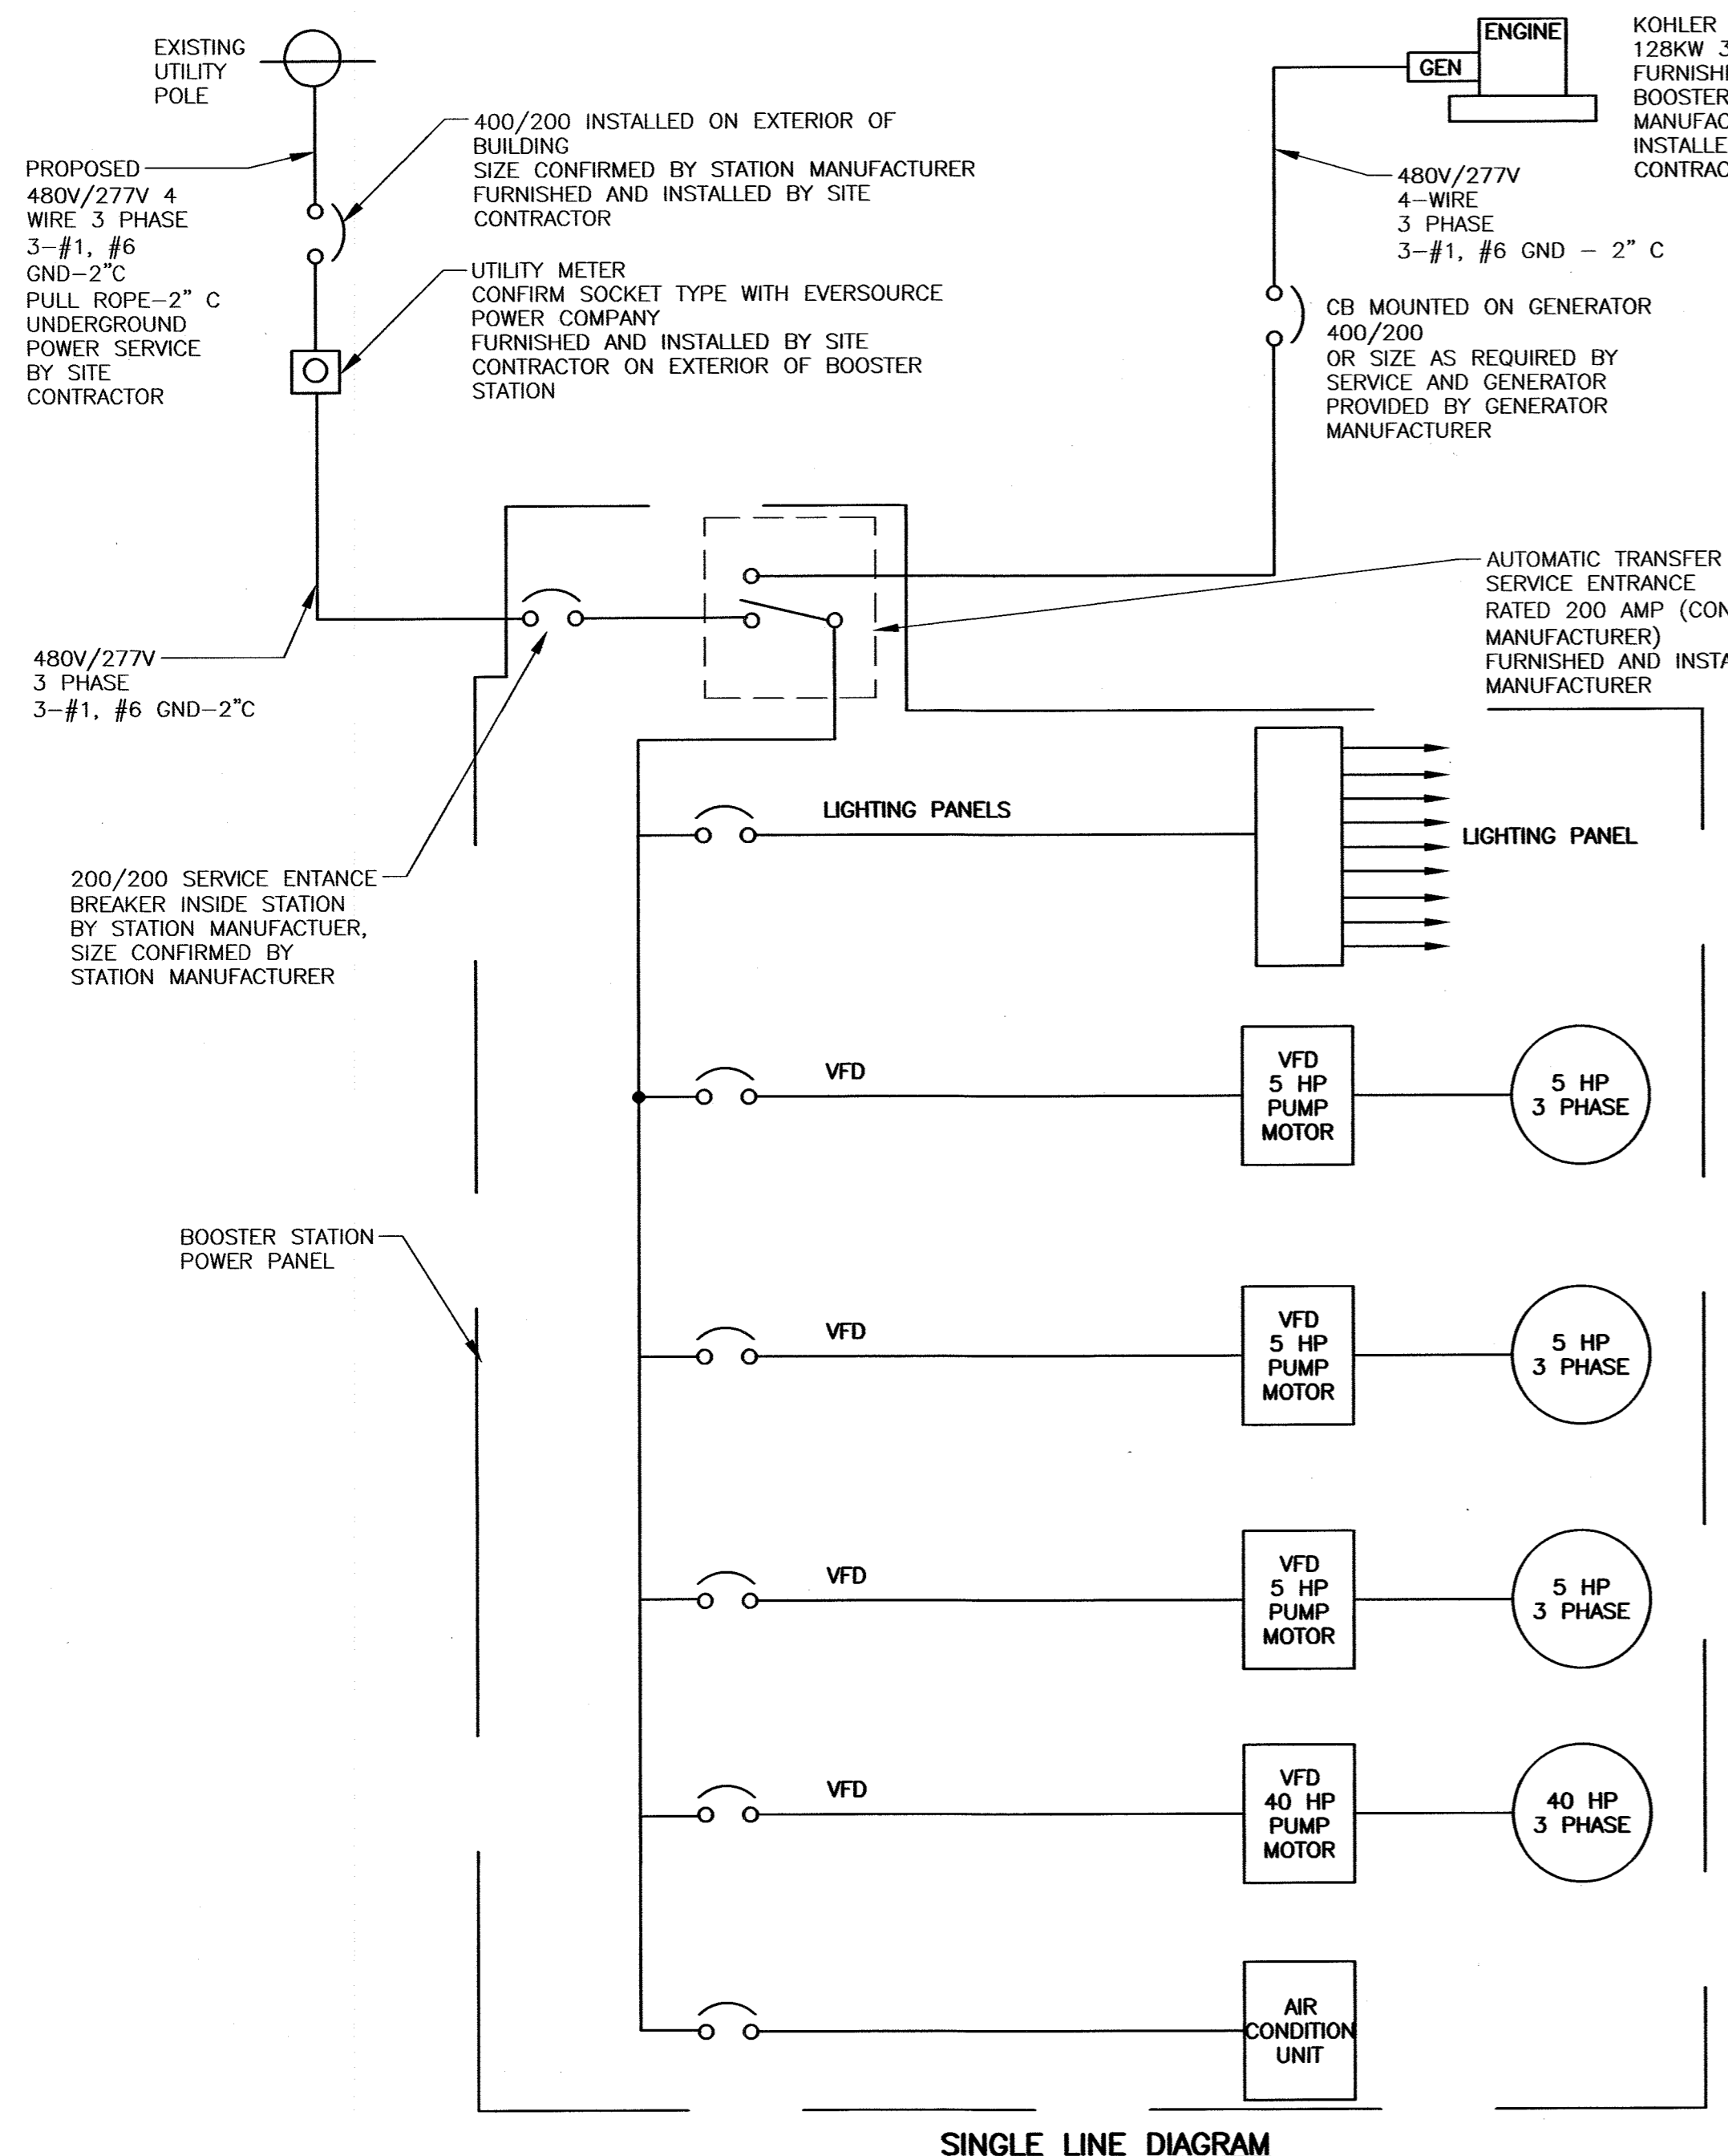 EXISTING
UTILITY
POLE
PROPOSED
480V/277V 4
WIRE 3 PHASE
3-#1, #6
GND-2"C
PULL ROPE-2" C
UNDERGROUND
POWER SERVICE
BY SITE
CONTRACTOR
400/200 INSTALLED ON EXTERIOR OF
BUILDING
SIZE CONFIRMED BY STATION MANUFACTURER
FURNISHED AND INSTALLED BY SITE
CONTRACTOR
UTILITY METER
CONFIRM SOCKET TYPE WITH EVERSOURCE
POWER COMPANY
FURNISHED AND INSTALLED BY SITE
CONTRACTOR ON EXTERIOR OF BOOSTER
STATION
ENGINE
GEN
KOHLER
128KW 3
FURNISH
BOOSTER
MANUFAC
INSTALLE
CONTRAC
480V/277V
4-WIRE
3 PHASE
3-#1, #6 GND - 2" C
CB MOUNTED ON GENERATOR
400/200
OR SIZE AS REQUIRED BY
SERVICE AND GENERATOR
PROVIDED BY GENERATOR
MANUFACTURER
AUTOMATIC TRANSFER
SERVICE ENTRANCE
RATED 200 AMP (CON
MANUFACTURER)
FURNISHED AND INSTA
MANUFACTURER
480V/277V
3 PHASE
3-#1, #6 GND-2"C
200/200 SERVICE ENTANCE
BREAKER INSIDE STATION
BY STATION MANUFACTUER,
SIZE CONFIRMED BY
STATION MANUFACTURER
LIGHTING PANELS
LIGHTING PANEL
VFD
VFD
5 HP
PUMP
MOTOR
5 HP
3 PHASE
BOOSTER STATION
POWER PANEL
VFD
VFD
5 HP
PUMP
MOTOR
5 HP
3 PHASE
VFD
VFD
5 HP
PUMP
MOTOR
5 HP
3 PHASE
VFD
VFD
40 HP
PUMP
MOTOR
40 HP
3 PHASE
AIR
CONDITION
UNIT
SINGLE LINE DIAGRAM